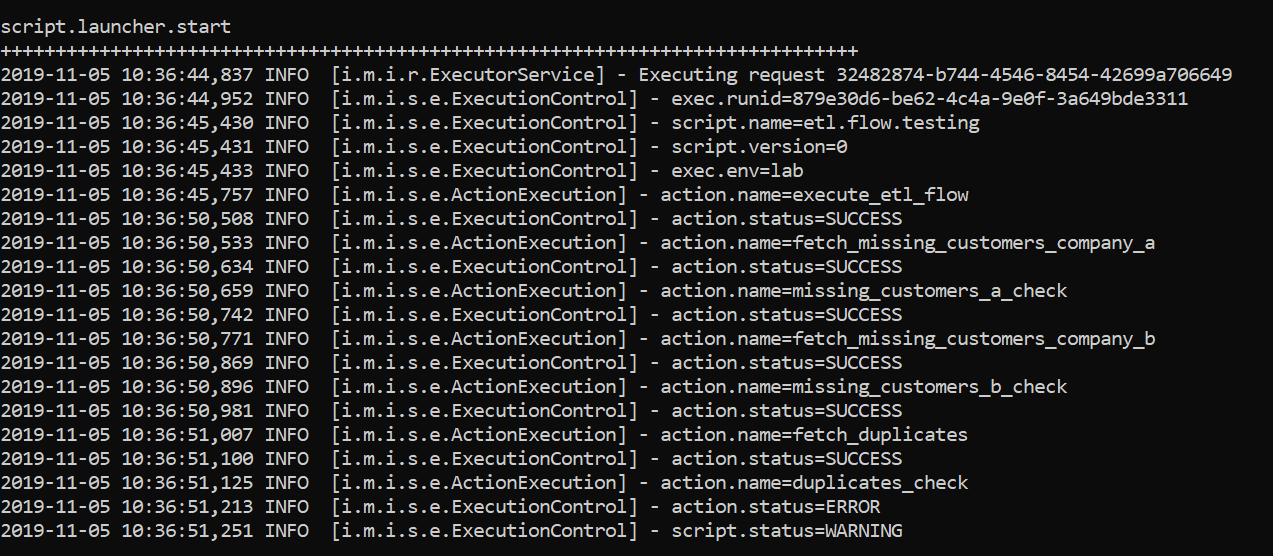 script.launcher.start
++++++++++++++++++++++++++++++++++++++++++++++++++++++++++++++++++++++++++++++
2019-11-05 10:36:44,837 INFO  [i.m.i.r.ExecutorService] - Executing request 32482874-b744-4546-8454-42699a706649
2019-11-05 10:36:44,952 INFO  [i.m.i.s.e.ExecutionControl] - exec.runid=879e30d6-be62-4c4a-9e0f-3a649bde3311
2019-11-05 10:36:45,430 INFO  [i.m.i.s.e.ExecutionControl] - script.name=etl.flow.testing
2019-11-05 10:36:45,431 INFO  [i.m.i.s.e.ExecutionControl] - script.version=0
2019-11-05 10:36:45,433 INFO  [i.m.i.s.e.ExecutionControl] - exec.env=lab
2019-11-05 10:36:45,757 INFO  [i.m.i.s.e.ActionExecution] - action.name=execute_etl_flow
2019-11-05 10:36:50,508 INFO  [i.m.i.s.e.ExecutionControl] - action.status=SUCCESS
2019-11-05 10:36:50,533 INFO  [i.m.i.s.e.ActionExecution] - action.name=fetch_missing_customers_company_a
2019-11-05 10:36:50,634 INFO  [i.m.i.s.e.ExecutionControl] - action.status=SUCCESS
2019-11-05 10:36:50,659 INFO  [i.m.i.s.e.ActionExecution] - action.name=missing_customers_a_check
2019-11-05 10:36:50,742 INFO  [i.m.i.s.e.ExecutionControl] - action.status=SUCCESS
2019-11-05 10:36:50,771 INFO  [i.m.i.s.e.ActionExecution] - action.name=fetch_missing_customers_company_b
2019-11-05 10:36:50,869 INFO  [i.m.i.s.e.ExecutionControl] - action.status=SUCCESS
2019-11-05 10:36:50,896 INFO  [i.m.i.s.e.ActionExecution] - action.name=missing_customers_b_check
2019-11-05 10:36:50,981 INFO  [i.m.i.s.e.ExecutionControl] - action.status=SUCCESS
2019-11-05 10:36:51,007 INFO  [i.m.i.s.e.ActionExecution] - action.name=fetch_duplicates
2019-11-05 10:36:51,100 INFO  [i.m.i.s.e.ExecutionControl] - action.status=SUCCESS
2019-11-05 10:36:51,125 INFO  [i.m.i.s.e.ActionExecution] - action.name=duplicates_check
2019-11-05 10:36:51,213 INFO  [i.m.i.s.e.ExecutionControl] - action.status=ERROR
2019-11-05 10:36:51,251 INFO  [i.m.i.s.e.ExecutionControl] - script.status=WARNING